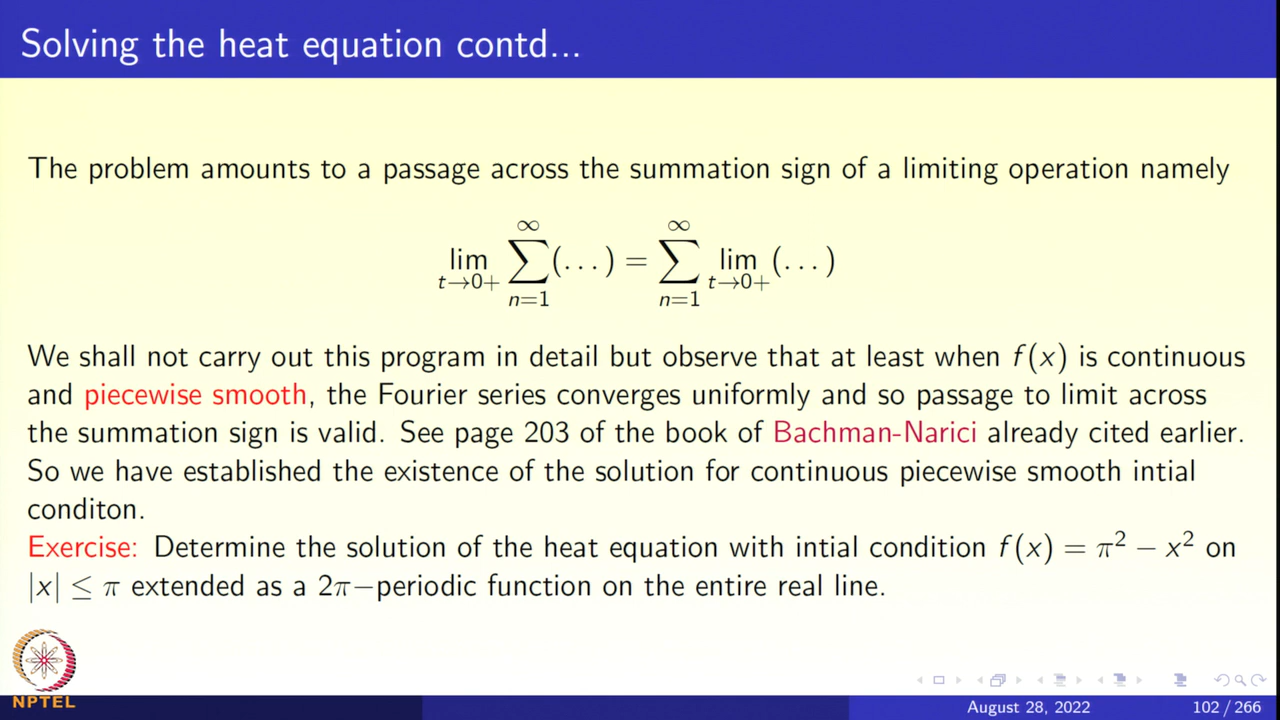 Solving the heat equation contd...
The problem amounts to a passage across the summation sign of a limiting operation namely
lim_{t→0+} ∑_{n=1}^{∞} (...) = ∑_{n=1}^{∞} lim_{t→0+} (...)
We shall not carry out this program in detail but observe that at least when f(x) is continuous
and piecewise smooth, the Fourier series converges uniformly and so passage to limit across
the summation sign is valid. See page 203 of the book of Bachman-Narici already cited earlier.
So we have established the existence of the solution for continuous piecewise smooth intial
conditon.
Exercise: Determine the solution of the heat equation with intial condition f(x) = π² − x² on
|x| ≤ π extended as a 2π−periodic function on the entire real line.
NPTEL
August 28, 2022
102 / 266